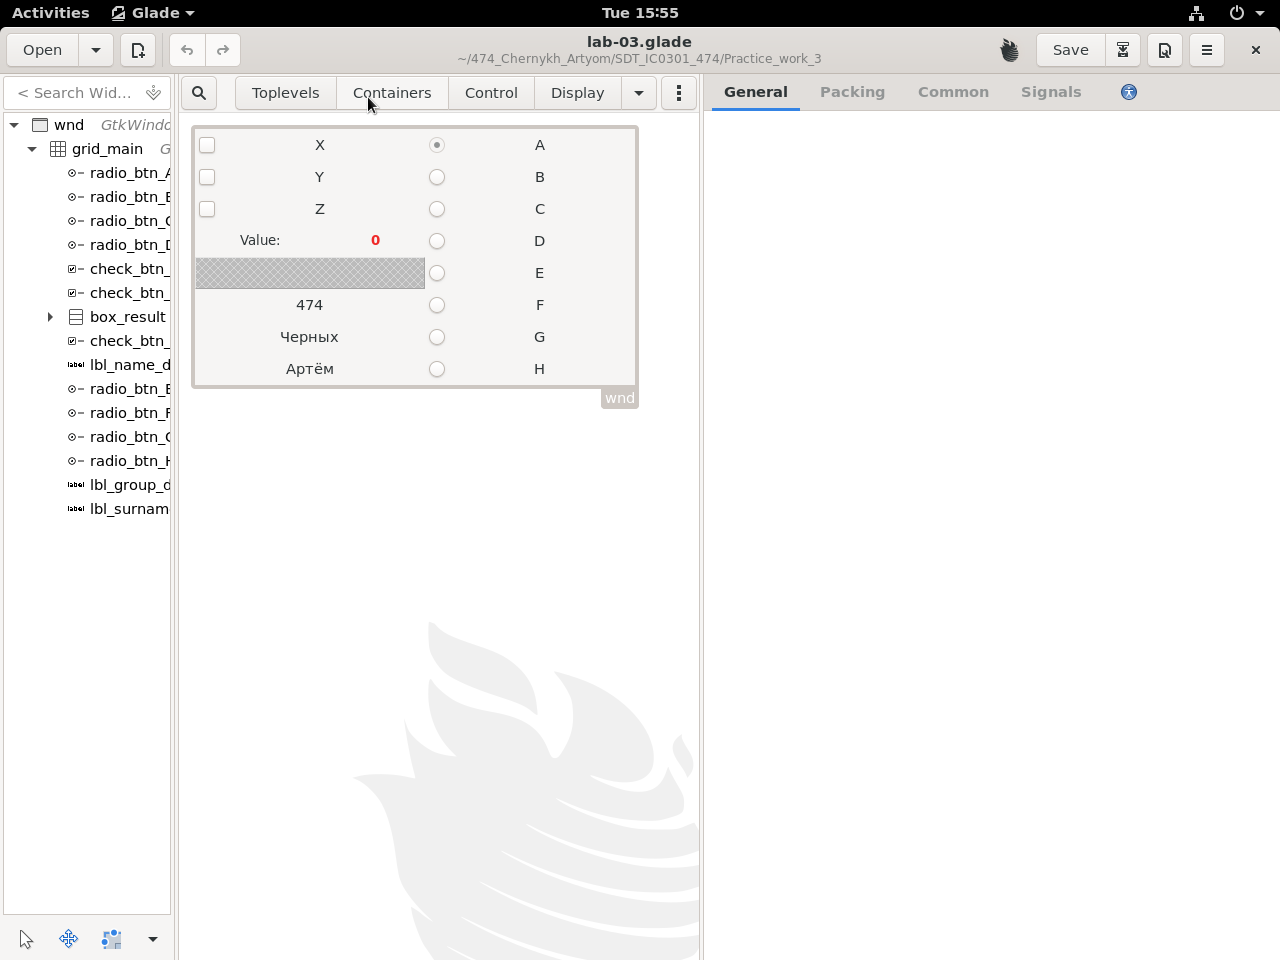 Activities Glade Tue 15:55
Open lab-03.glade Save
~/474_Chernykh_Artyom/SDT_IC0301_474/Practice_work_3
< Search Wid... Toplevels Containers Control Display General Packing Common Signals
wnd GtkWindo
grid_main G
radio_btn_A
radio_btn_B
radio_btn_C
radio_btn_D
check_btn_
check_btn_
box_result
check_btn_
lbl_name_d
radio_btn_E
radio_btn_F
radio_btn_G
radio_btn_H
lbl_group_d
lbl_surname
X A
Y B
Z C
Value: 0 D
E
474 F
Черных G
Артём H
wnd